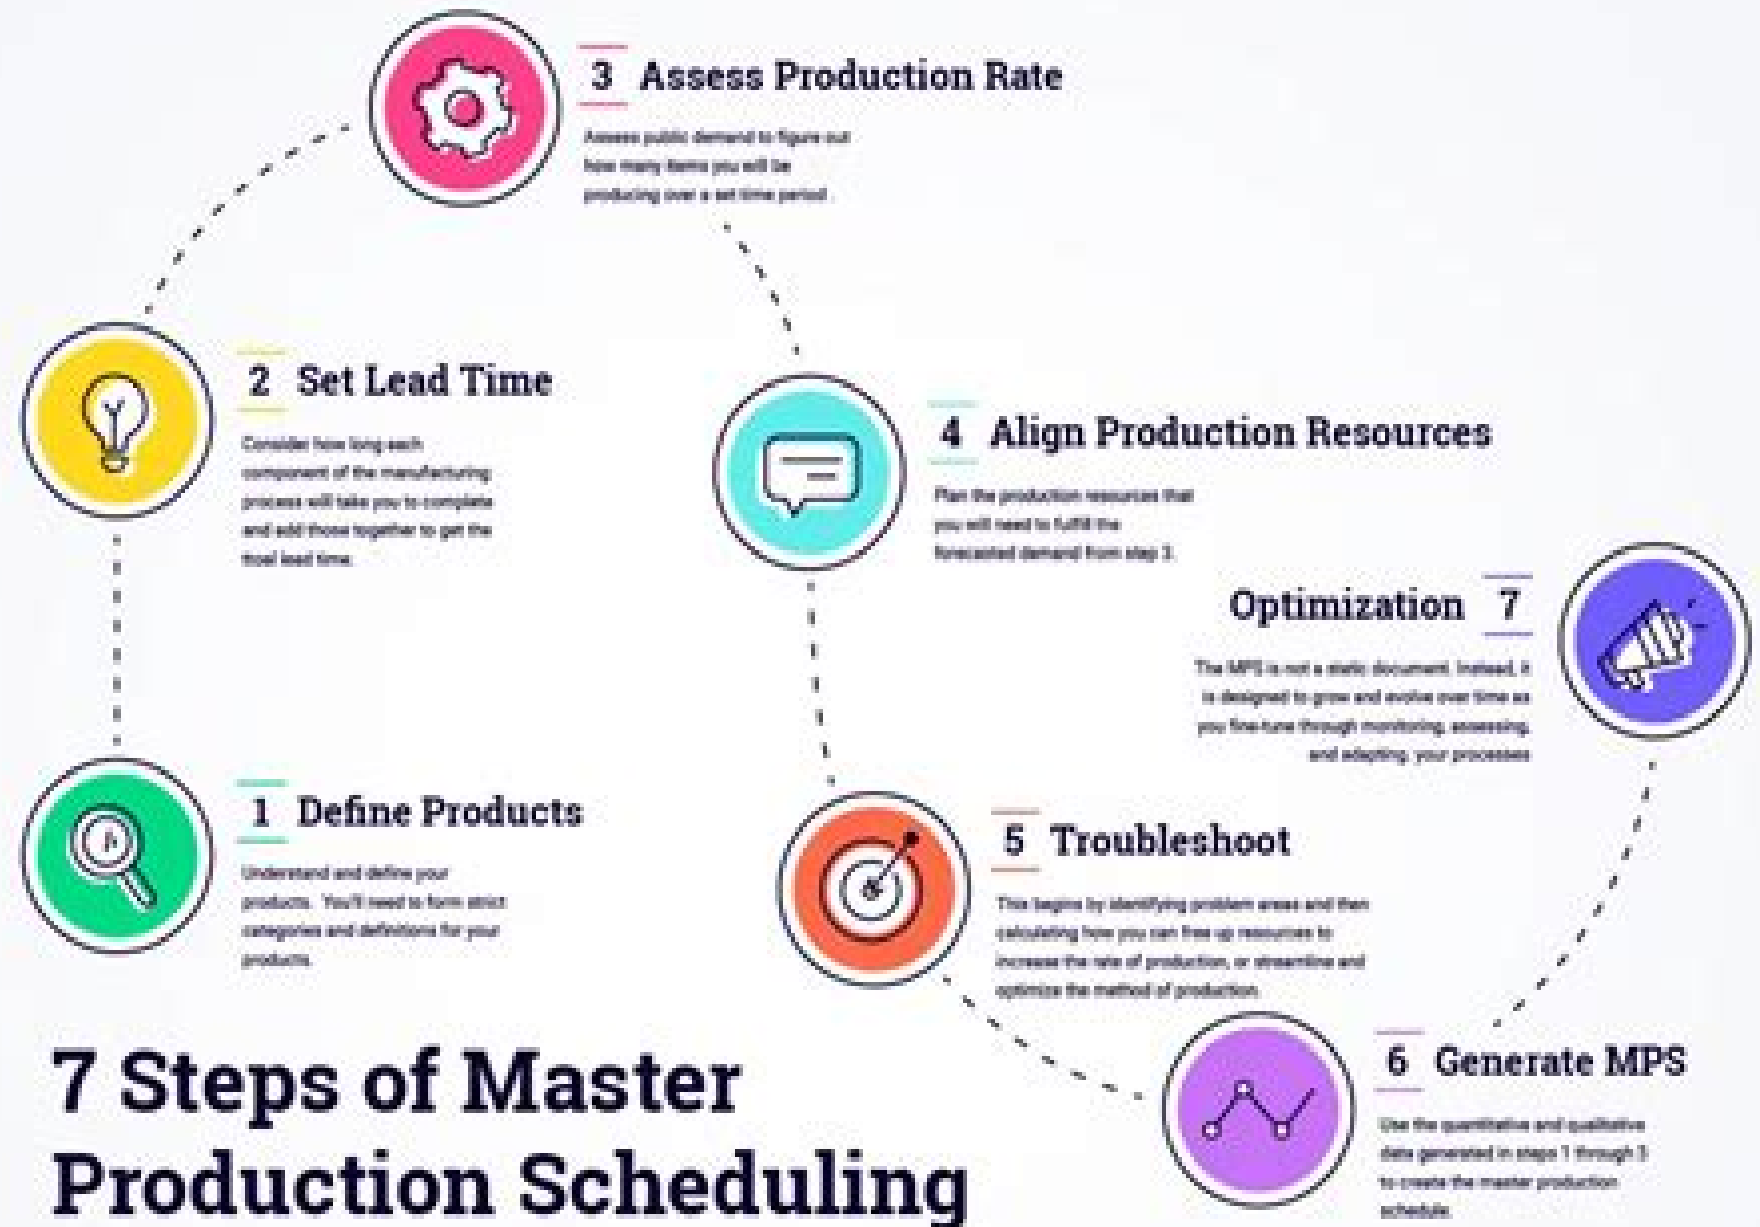 3 Assess Production Rate
Assess public demand to figure out
how many items you will be
producing over a set time period
2 Set Lead Time
Consider how long each
component of the manufacturing
process will take you to complete
and add those together to get the
lead time.
4 Align Production Resources
Plan the production resources that
you will need to fulfill the
forecasted demand from step
Optimization 7
The MPS is not a static document. Instead, it
is designed to grow and evolve over time as
you fine-tune through monitoring, assessing,
and adapting, your processes
1 Define Products
Understand and define your
products. You'll need to form strict
categories and definitions for your
products.
5 Troubleshoot
This begins by identifying problem areas and then
calculating how you can free up resources to
increase the rate of production, or streamline and
optimize the method of production.
6 Generate MPS
Use the quantitative and qualitative
data generated in steps 1 through
to create the master production
schedule.
7 Steps of Master
Production Scheduling